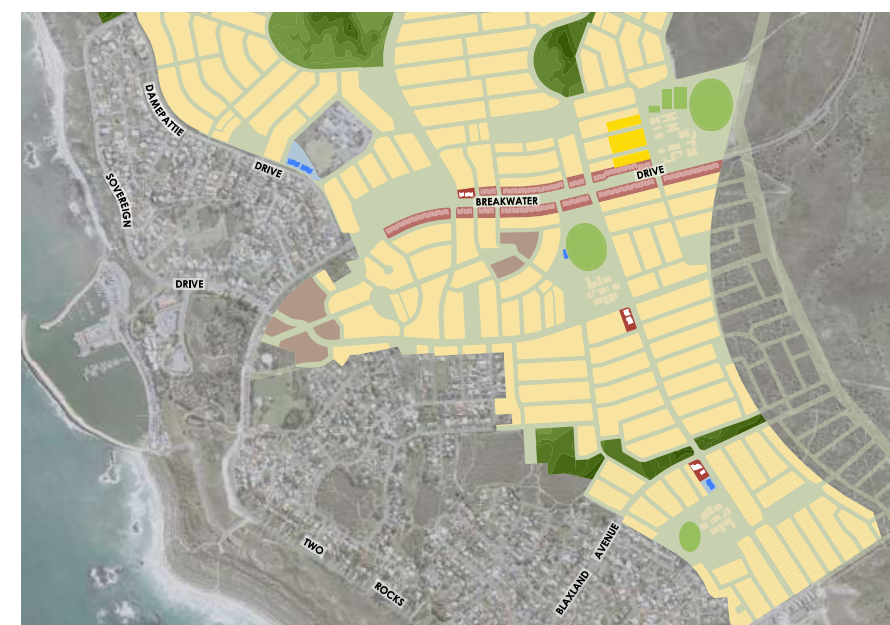 DAMEPATTIE
DRIVE
SOVEREIGN
DRIVE
BREAKWATER
DRIVE
TWO
ROCKS
BLAXLAND
AVENUE